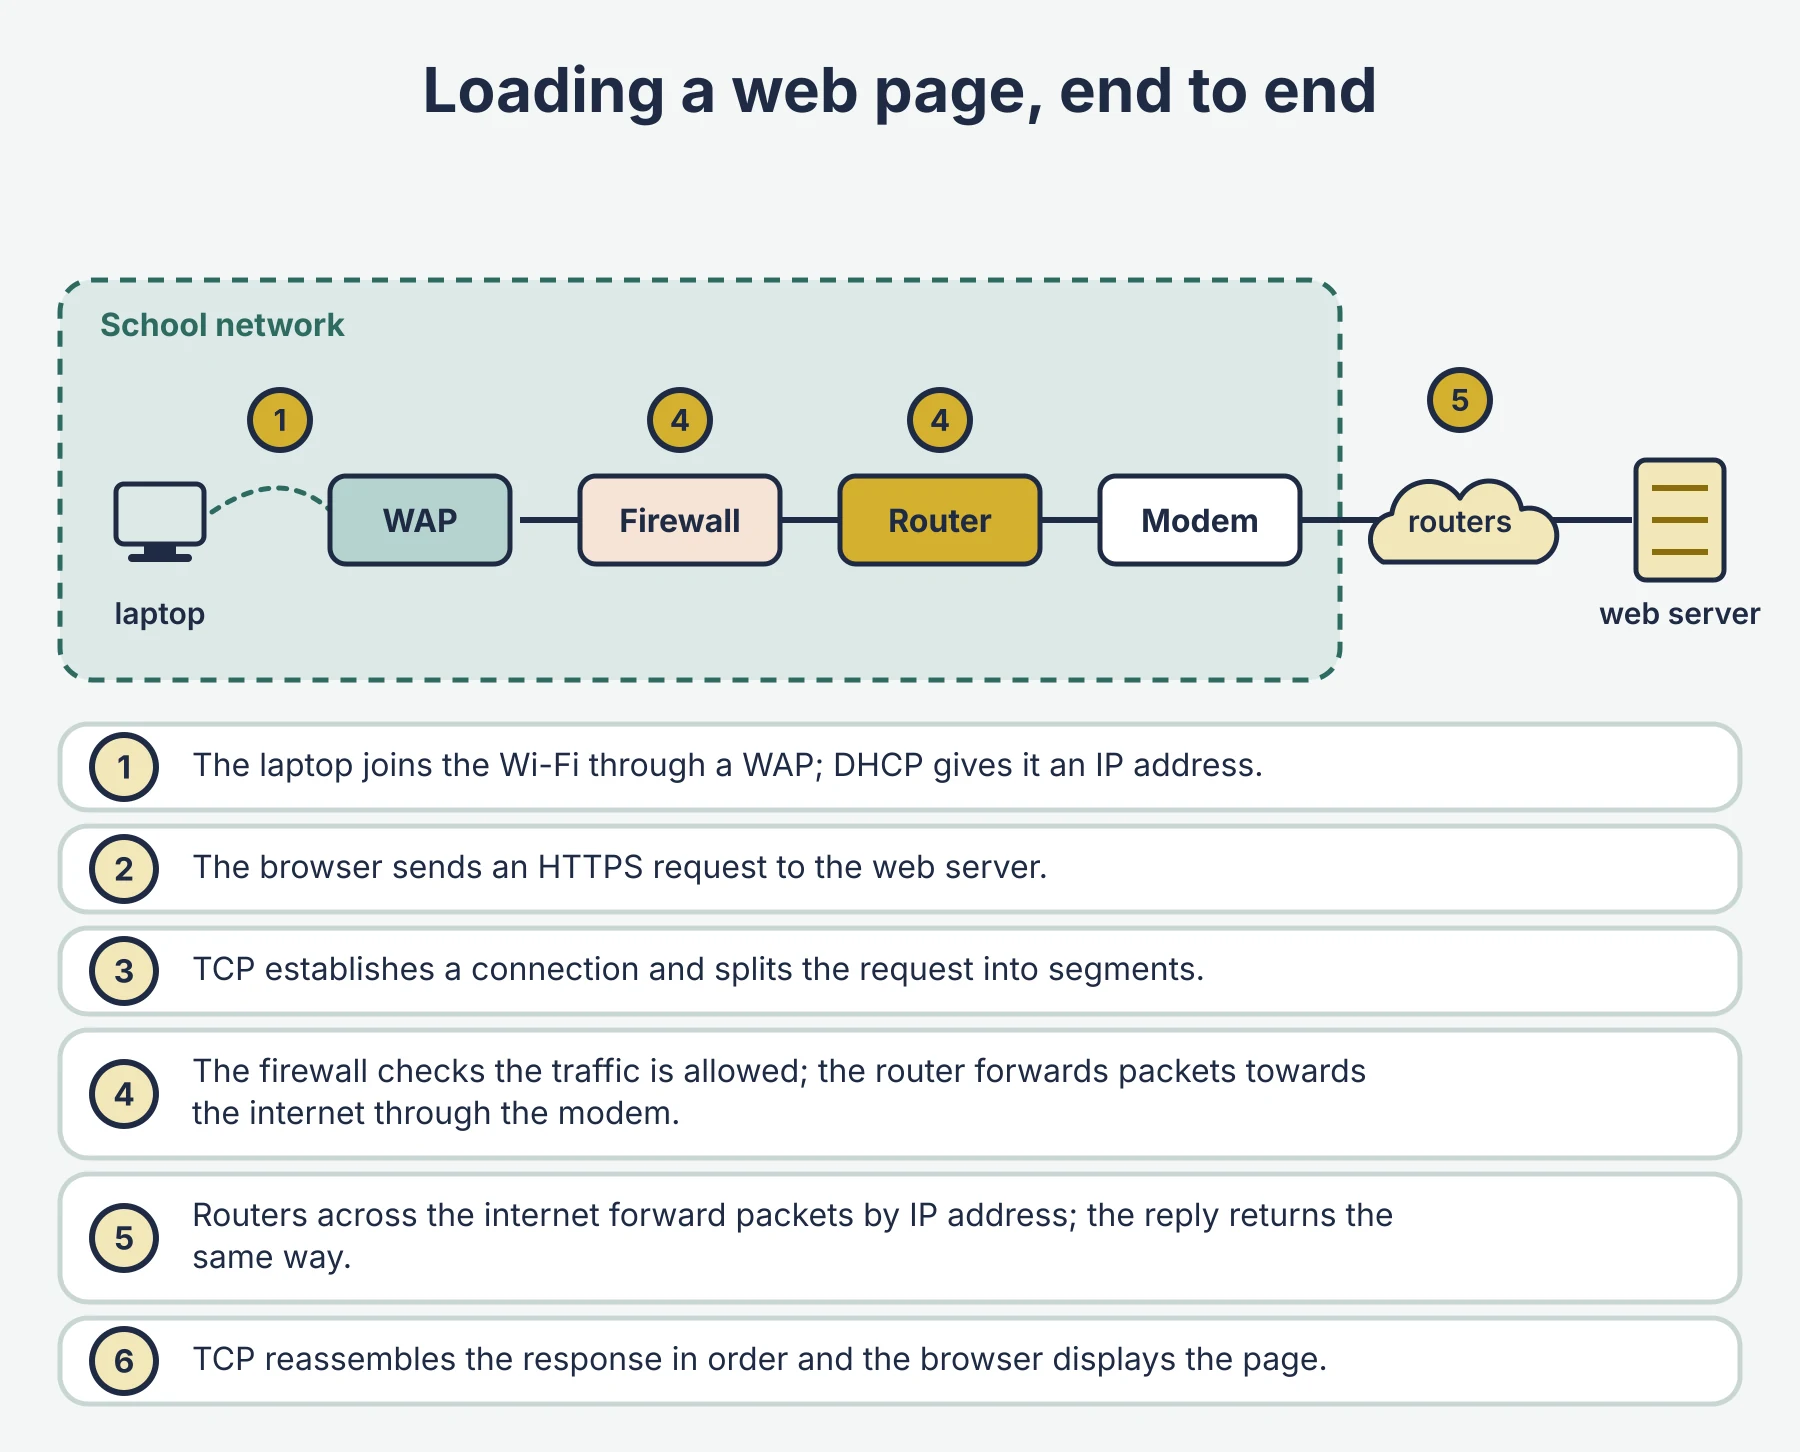 Loading a web page, end to end
School network
1
4
4
5
WAP
Firewall
Router
Modem
routers
laptop
web server
1 The laptop joins the Wi-Fi through a WAP; DHCP gives it an IP address.
2 The browser sends an HTTPS request to the web server.
3 TCP establishes a connection and splits the request into segments.
4 The firewall checks the traffic is allowed; the router forwards packets towards
the internet through the modem.
5 Routers across the internet forward packets by IP address; the reply returns the
same way.
6 TCP reassembles the response in order and the browser displays the page.